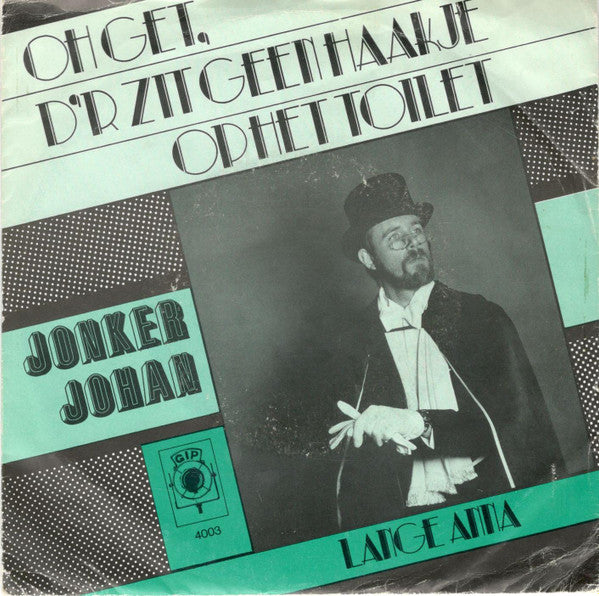 OH GET,
D'R ZIT GEEN HAAKJE
OP HET TOILET
JONKER
JOHAN
GIP
4003
LANGE ANNA